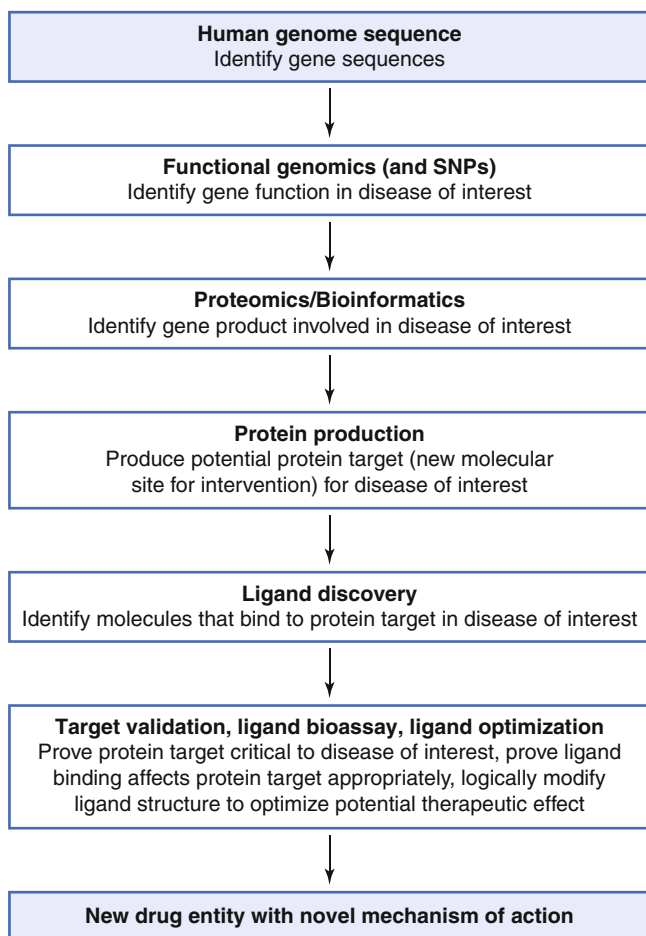 Human genome sequence
Identify gene sequences
Functional genomics (and SNPs)
Identify gene function in disease of interest
Proteomics/Bioinformatics
Identify gene product involved in disease of interest
Protein production
Produce potential protein target (new molecular
site for intervention) for disease of interest
Ligand discovery
Identify molecules that bind to protein target in disease of interest
Target validation, ligand bioassay, ligand optimization
Prove protein target critical to disease of interest, prove ligand
binding affects protein target appropriately, logically modify
ligand structure to optimize potential therapeutic effect
New drug entity with novel mechanism of action